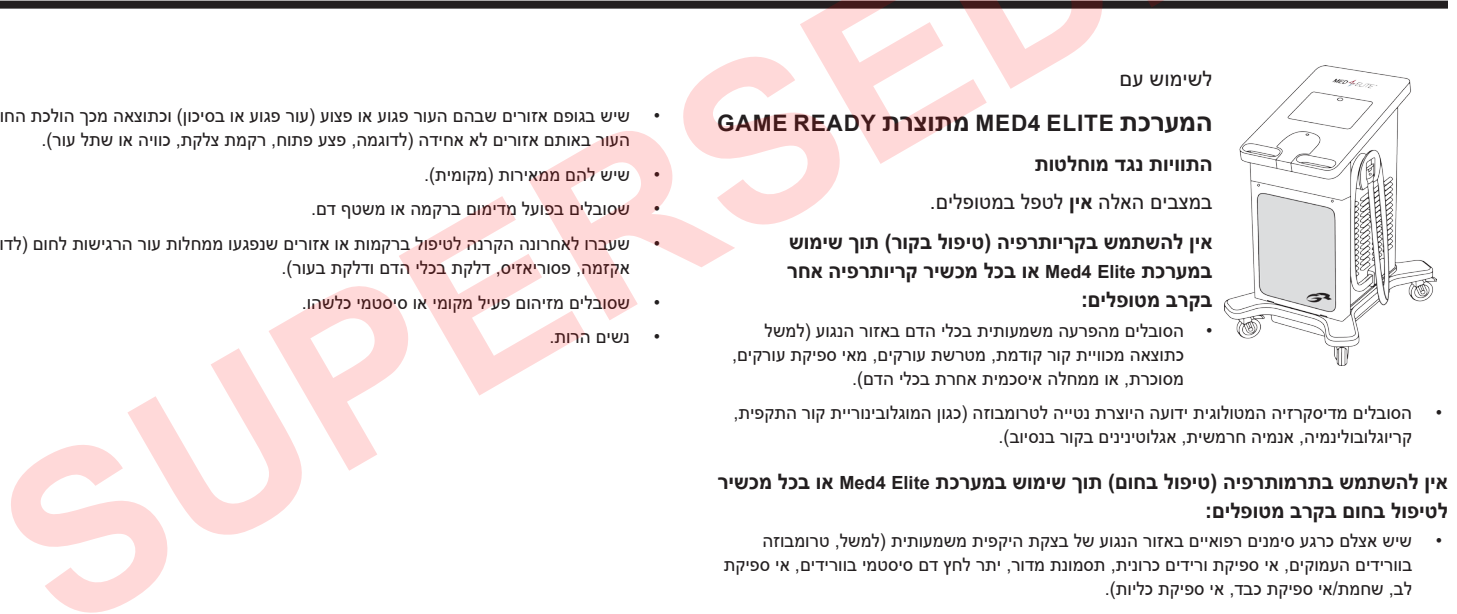 לשימוש עם
המערכת MED4 ELITE מתוצרת GAME READY
התוויות נגד מוחלטות
במצבים האלה אין לטפל במטופלים.
אין להשתמש בקריותרפיה (טיפול בקור) תוך שימוש
במערכת Med4 Elite או בכל מכשיר קריותרפיה אחר
בקרב מטופלים:
• הסובלים מהפרעה משמעותית בכלי הדם באזור הנגוע (למשל
כתוצאה מכוויית קור קודמת, מטרשת עורקים, מאי ספיקת עורקים,
מסוכרת, או ממחלה איסכמית אחרת בכלי הדם).
• הסובלים מדיסקרזיה המטולוגית ידועה היוצרת נטייה לטרומבוזה (כגון המוגלובינוריית קור התקפית,
קריוגלובולינמיה, אנמיה חרמשית, אגלוטינינים בקור בנסיוב).
אין להשתמש בתרמותרפיה (טיפול בחום) תוך שימוש במערכת Med4 Elite או בכל מכשיר
לטיפול בחום בקרב מטופלים:
• שיש אצלם כרגע סימנים רפואיים באזור הנגוע של בצקת היקפית משמעותית (למשל, טרומבוזה
בוורידים העמוקים, אי ספיקת ורידים כרונית, תסמונת מדור, יתר לחץ דם סיסטמי בוורידים, אי ספיקת
לב, שחמת/אי ספיקת כבד, אי ספיקת כליות).
• שיש בגופם אזורים שבהם העור פגוע או פצוע (עור פגוע או בסיכון) וכתוצאה מכך הולכת החו
העור באותם אזורים לא אחידה (לדוגמה, פצע פתוח, רקמת צלקת, כוויה או שתל עור).
• שיש להם ממאירות (מקומית).
• שסובלים בפועל מדימום ברקמה או משטף דם.
• שעברו לאחרונה הקרנה לטיפול ברקמות או אזורים שנפגעו ממחלות עור הרגישות לחום (לדו
אקזמה, פסוריאזיס, דלקת בכלי הדם ודלקת בעור).
• שסובלים מזיהום פעיל מקומי או סיסטמי כלשהו.
• נשים הרות.
MED4 ELITE
SUPERSED